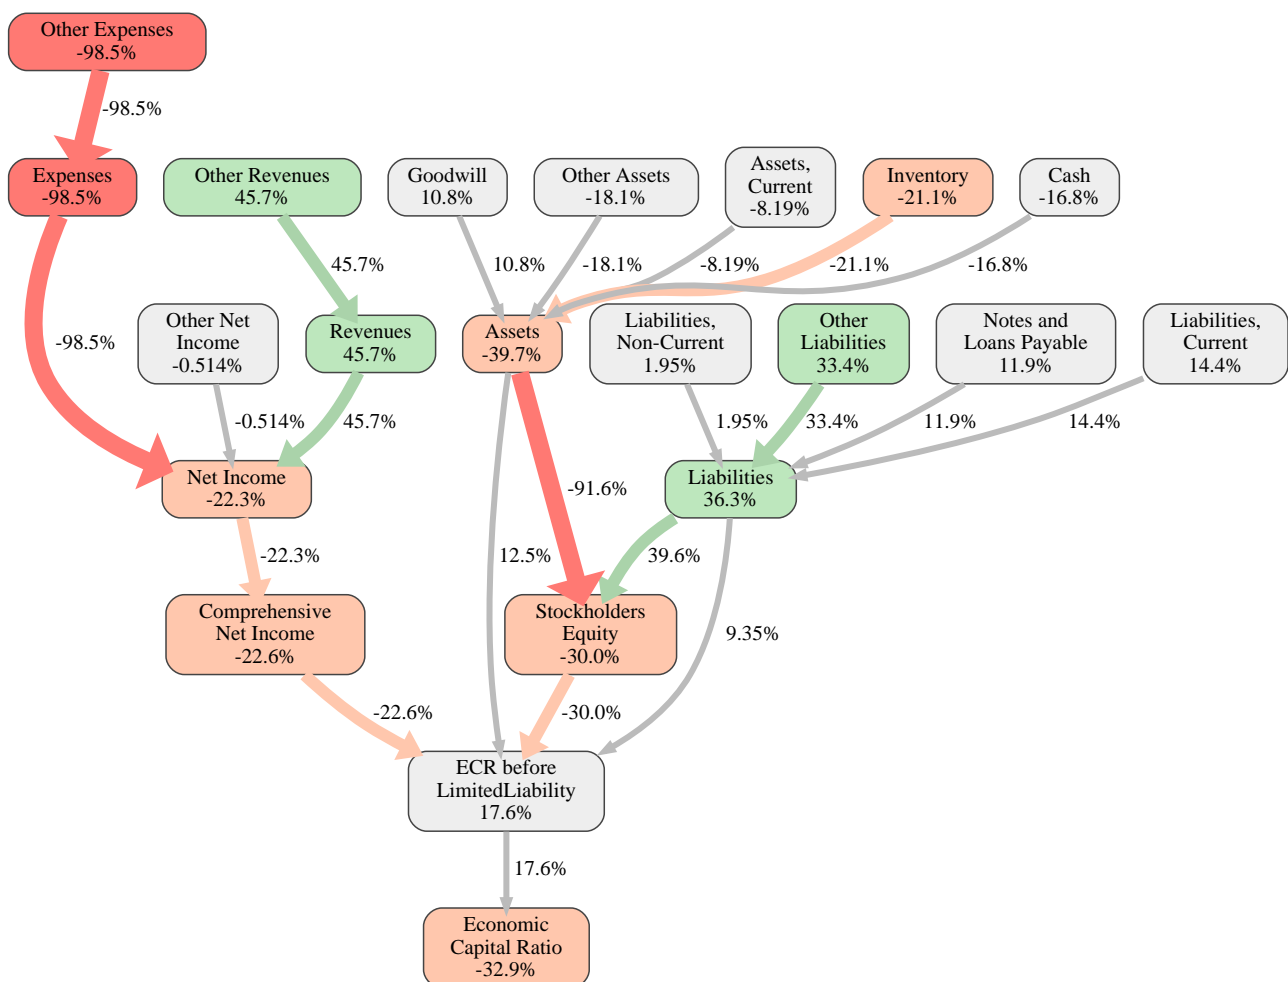 Other Expenses
-98.5%
-98.5%
Expenses
-98.5%
Other Revenues
45.7%
Goodwill
10.8%
Other Assets
-18.1%
Assets,
Current
-8.19%
Inventory
-21.1%
Cash
-16.8%
45.7%
10.8%
-18.1%
-8.19%
-21.1%
-16.8%
-98.5%
Other Net
Income
-0.514%
Revenues
45.7%
Assets
-39.7%
Liabilities,
Non-Current
1.95%
Other
Liabilities
33.4%
Notes and
Loans Payable
11.9%
Liabilities,
Current
14.4%
-0.514%
45.7%
1.95%
33.4%
11.9%
14.4%
Net Income
-22.3%
-91.6%
Liabilities
36.3%
-22.3%
12.5%
39.6%
Comprehensive
Net Income
-22.6%
Stockholders
Equity
-30.0%
9.35%
-22.6%
-30.0%
ECR before
LimitedLiability
17.6%
17.6%
Economic
Capital Ratio
-32.9%